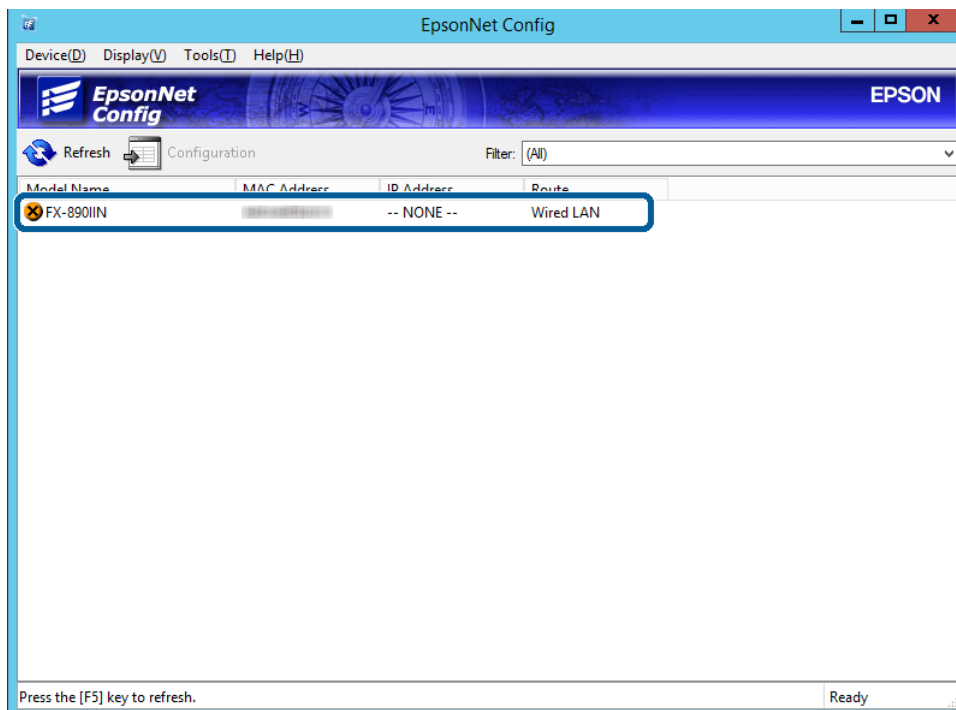 EpsonNet Config
Device(D) Display(V) Tools(T) Help(H)
EpsonNet
Config
EPSON
Refresh Configuration Filter: (All)
Model Name MAC Address IP Address Route
FX-890IIN -- NONE -- Wired LAN
Press the [F5] key to refresh. Ready